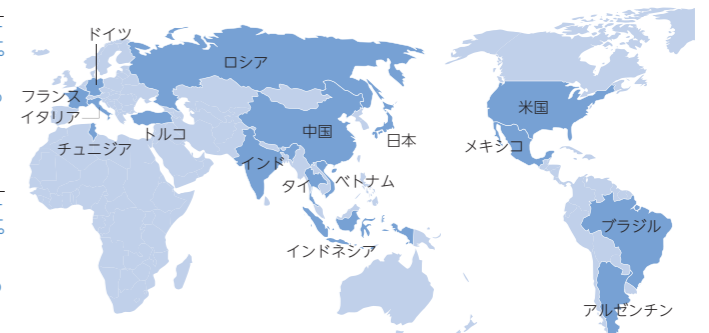 ドイツ
ロシア
フランス
イタリア
トルコ
チュニジア
中国
日本
インド
タイ
ベトナム
インドネシア
米国
メキシコ
ブラジル
アルゼンチン